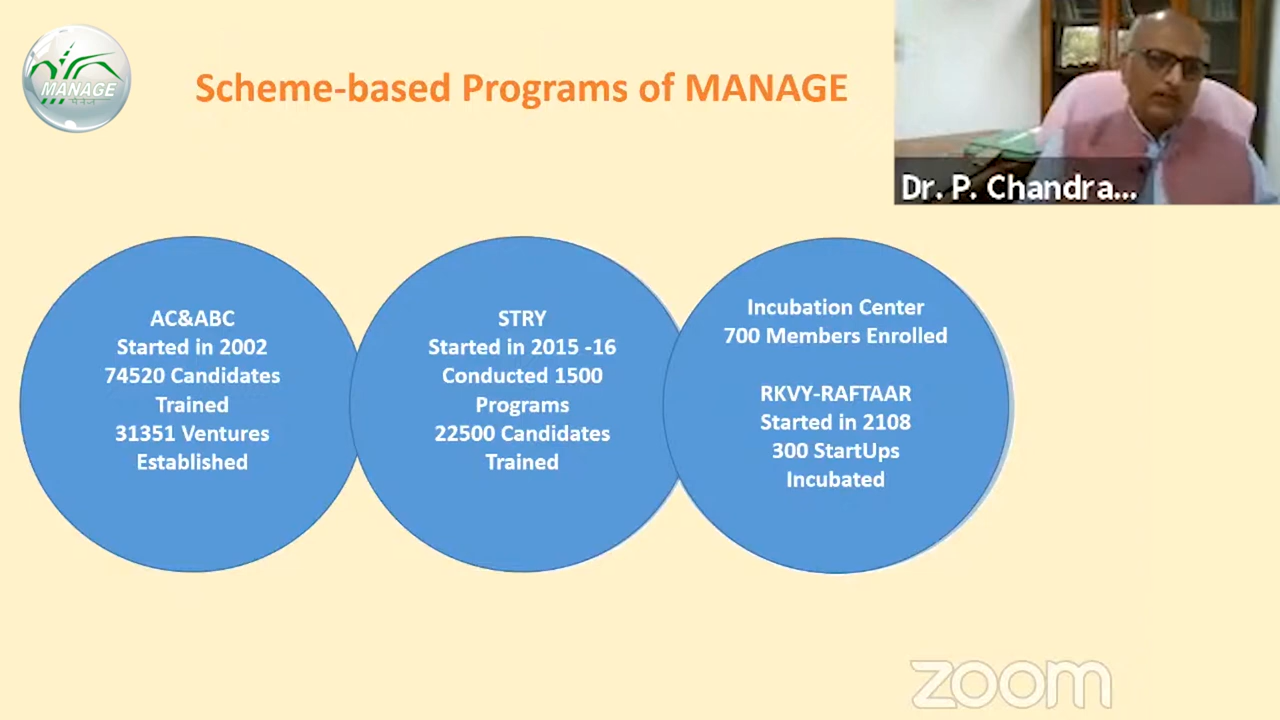 MANAGE
मैनेज
Scheme-based Programs of MANAGE
Dr. P. Chandra...
AC&ABC
Started in 2002
74520 Candidates
Trained
31351 Ventures
Established
STRY
Started in 2015 -16
Conducted 1500
Programs
22500 Candidates
Trained
Incubation Center
700 Members Enrolled
RKVY-RAFTAAR
Started in 2108
300 StartUps
Incubated
zoom